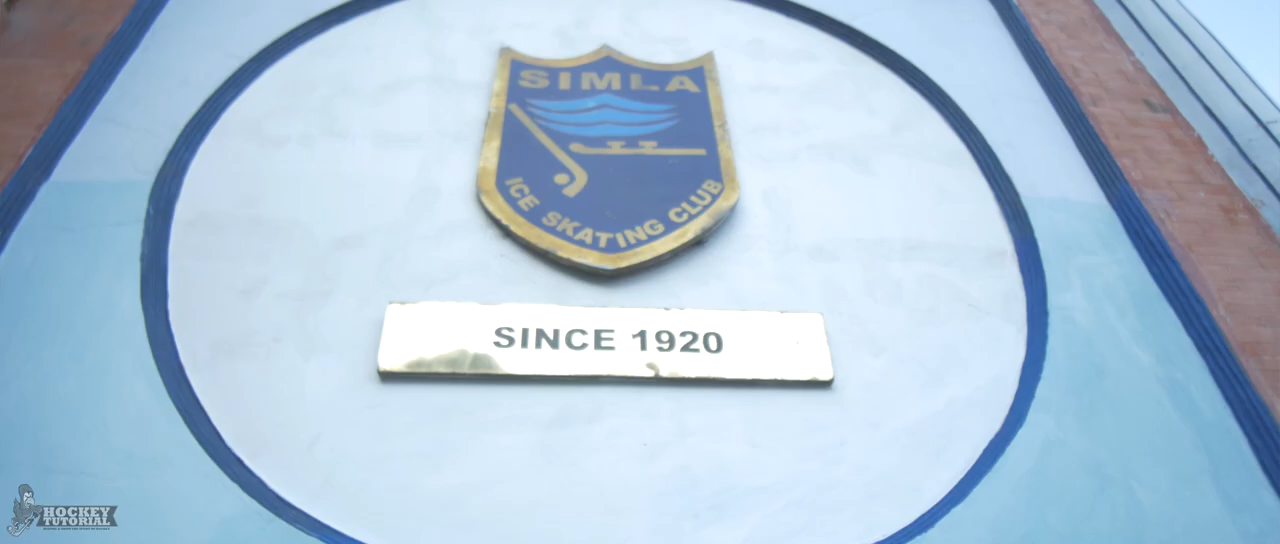 SIMLA
ICE SKATING CLUB
SINCE 1920
HOCKEY
TUTORIAL